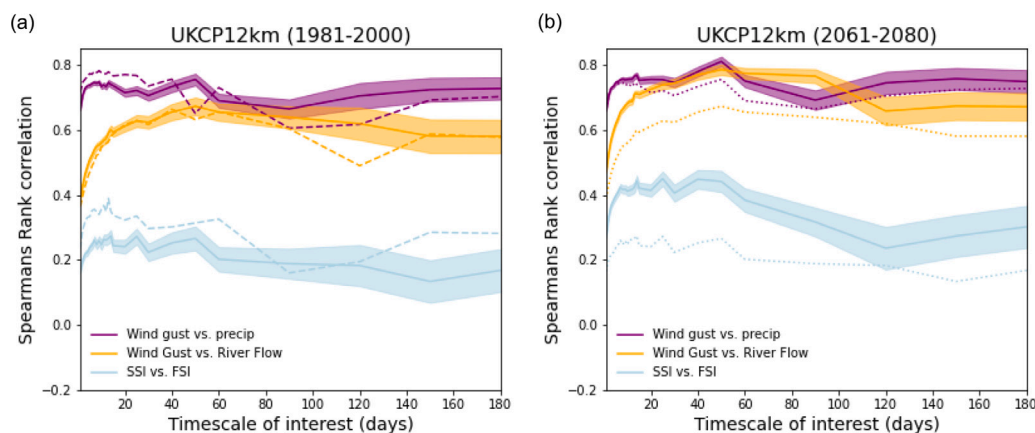 (a)
UKCP12km (1981-2000)
Spearmans Rank correlation
0.8
0.6
0.4
0.2
0.0
−0.2
Wind gust vs. precip
Wind Gust vs. River Flow
SSI vs. FSI
20 40 60 80 100 120 140 160 180
Timescale of interest (days)
(b)
UKCP12km (2061-2080)
Spearmans Rank correlation
0.8
0.6
0.4
0.2
0.0
−0.2
Wind gust vs. precip
Wind Gust vs. River Flow
SSI vs. FSI
20 40 60 80 100 120 140 160 180
Timescale of interest (days)